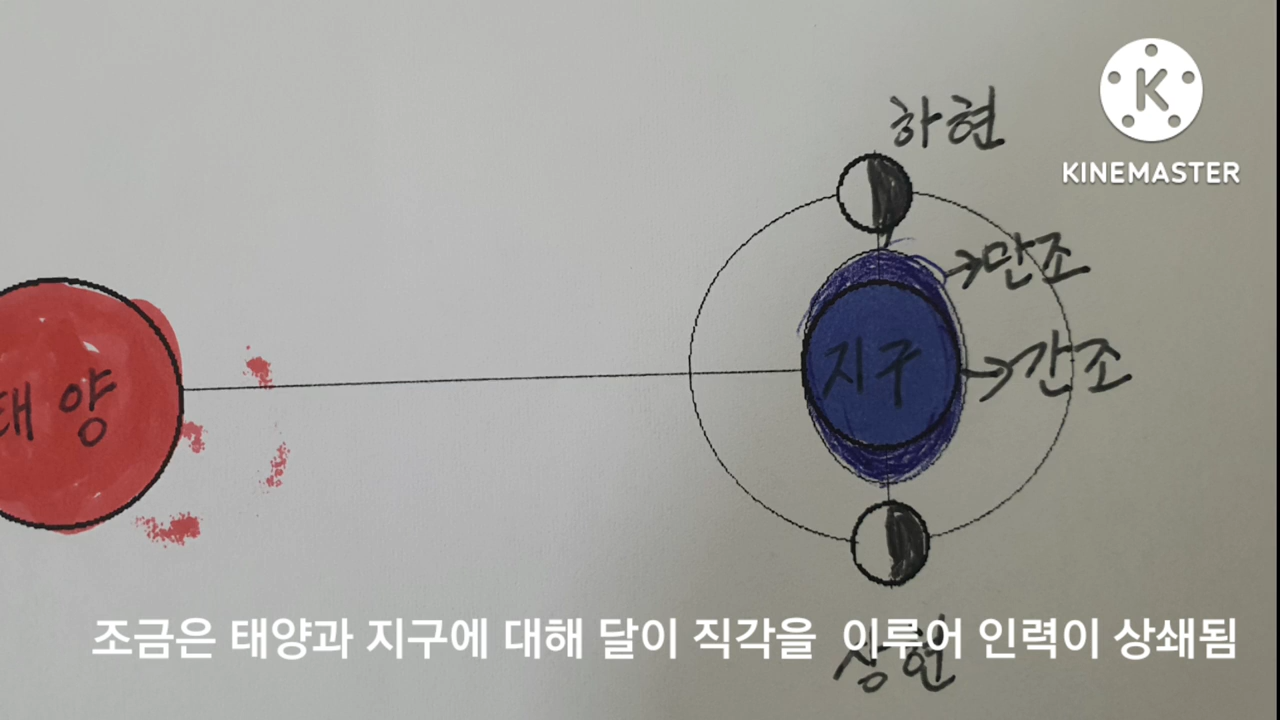 하현
K
KINEMASTER
만조
지구
간조
태양
조금은 태양과 지구에 대해 달이 직각을 이루어 인력이 상쇄됨
상현